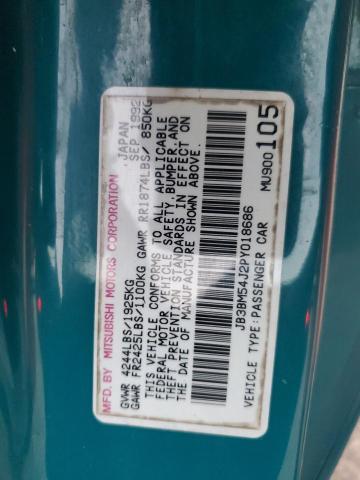 MFD. BY MITSUBISHI MOTORS CORPORATION JAPAN
GVWR 4244LBS/1925KG SEP 1992
GAWR FR2425LBS/1100KG GAWR RR1874LBS/ 850KG
THIS VEHICLE CONFORMS TO ALL APPLICABLE
FEDERAL MOTOR VEHICLE SAFETY, BUMPER, AND
THEFT PREVENTION STANDARDS IN EFFECT ON
THE DATE OF MANUFACTURE SHOWN ABOVE.
JB3BM54J2PY018686 MU900105
VEHICLE TYPE:PASSENGER CAR